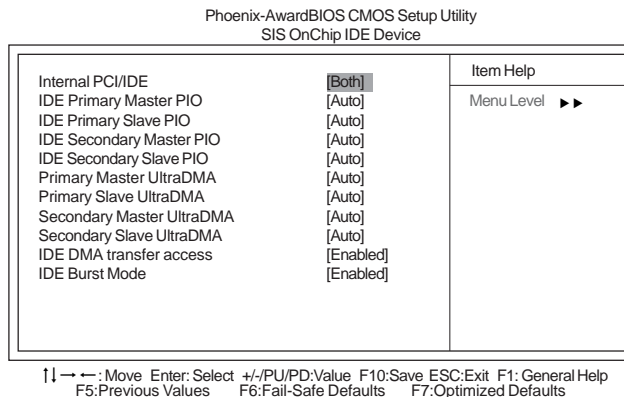 Phoenix-AwardBIOS CMOS Setup Utility
SIS OnChip IDE Device
Internal PCI/IDE [Both]
IDE Primary Master PIO [Auto]
IDE Primary Slave PIO [Auto]
IDE Secondary Master PIO [Auto]
IDE Secondary Slave PIO [Auto]
Primary Master UltraDMA [Auto]
Primary Slave UltraDMA [Auto]
Secondary Master UltraDMA [Auto]
Secondary Slave UltraDMA [Auto]
IDE DMA transfer access [Enabled]
IDE Burst Mode [Enabled]
Item Help
Menu Level ►►
↑↓→←: Move Enter: Select +/-/PU/PD:Value F10:Save ESC:Exit F1: General Help
F5:Previous Values F6:Fail-Safe Defaults F7:Optimized Defaults